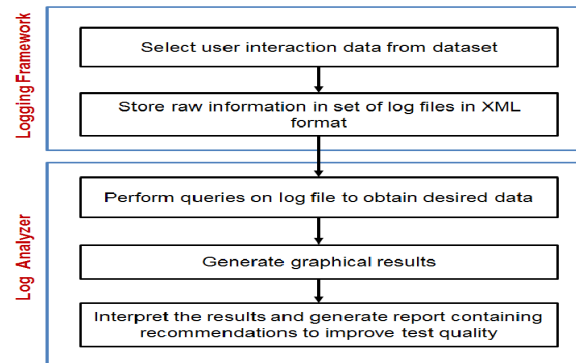 Logging Framework
Select user interaction data from dataset
Store raw information in set of log files in XML
format
Log Analyzer
Perform queries on log file to obtain desired data
Generate graphical results
Interpret the results and generate report containing
recommendations to improve test quality